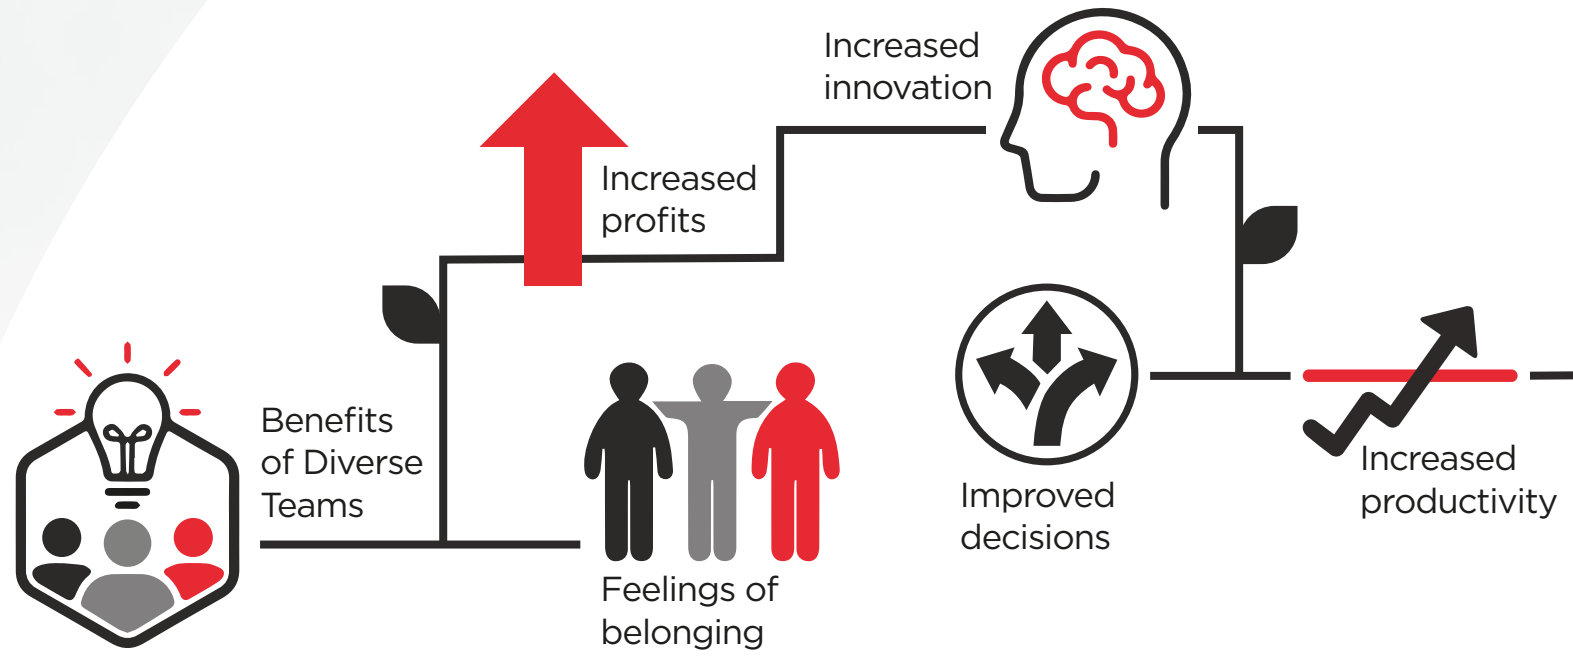 Benefits
of Diverse
Teams
Increased
profits
Feelings of
belonging
Increased
innovation
Improved
decisions
Increased
productivity